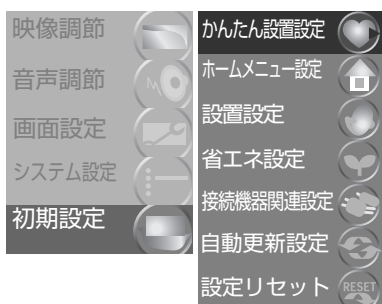 映像調節
音声調節
画面設定
システム設定
初期設定
かんたん設置設定
ホームメニュー設定
設置設定
省エネ設定
接続機器関連設定
自動更新設定
設定リセット
RESET